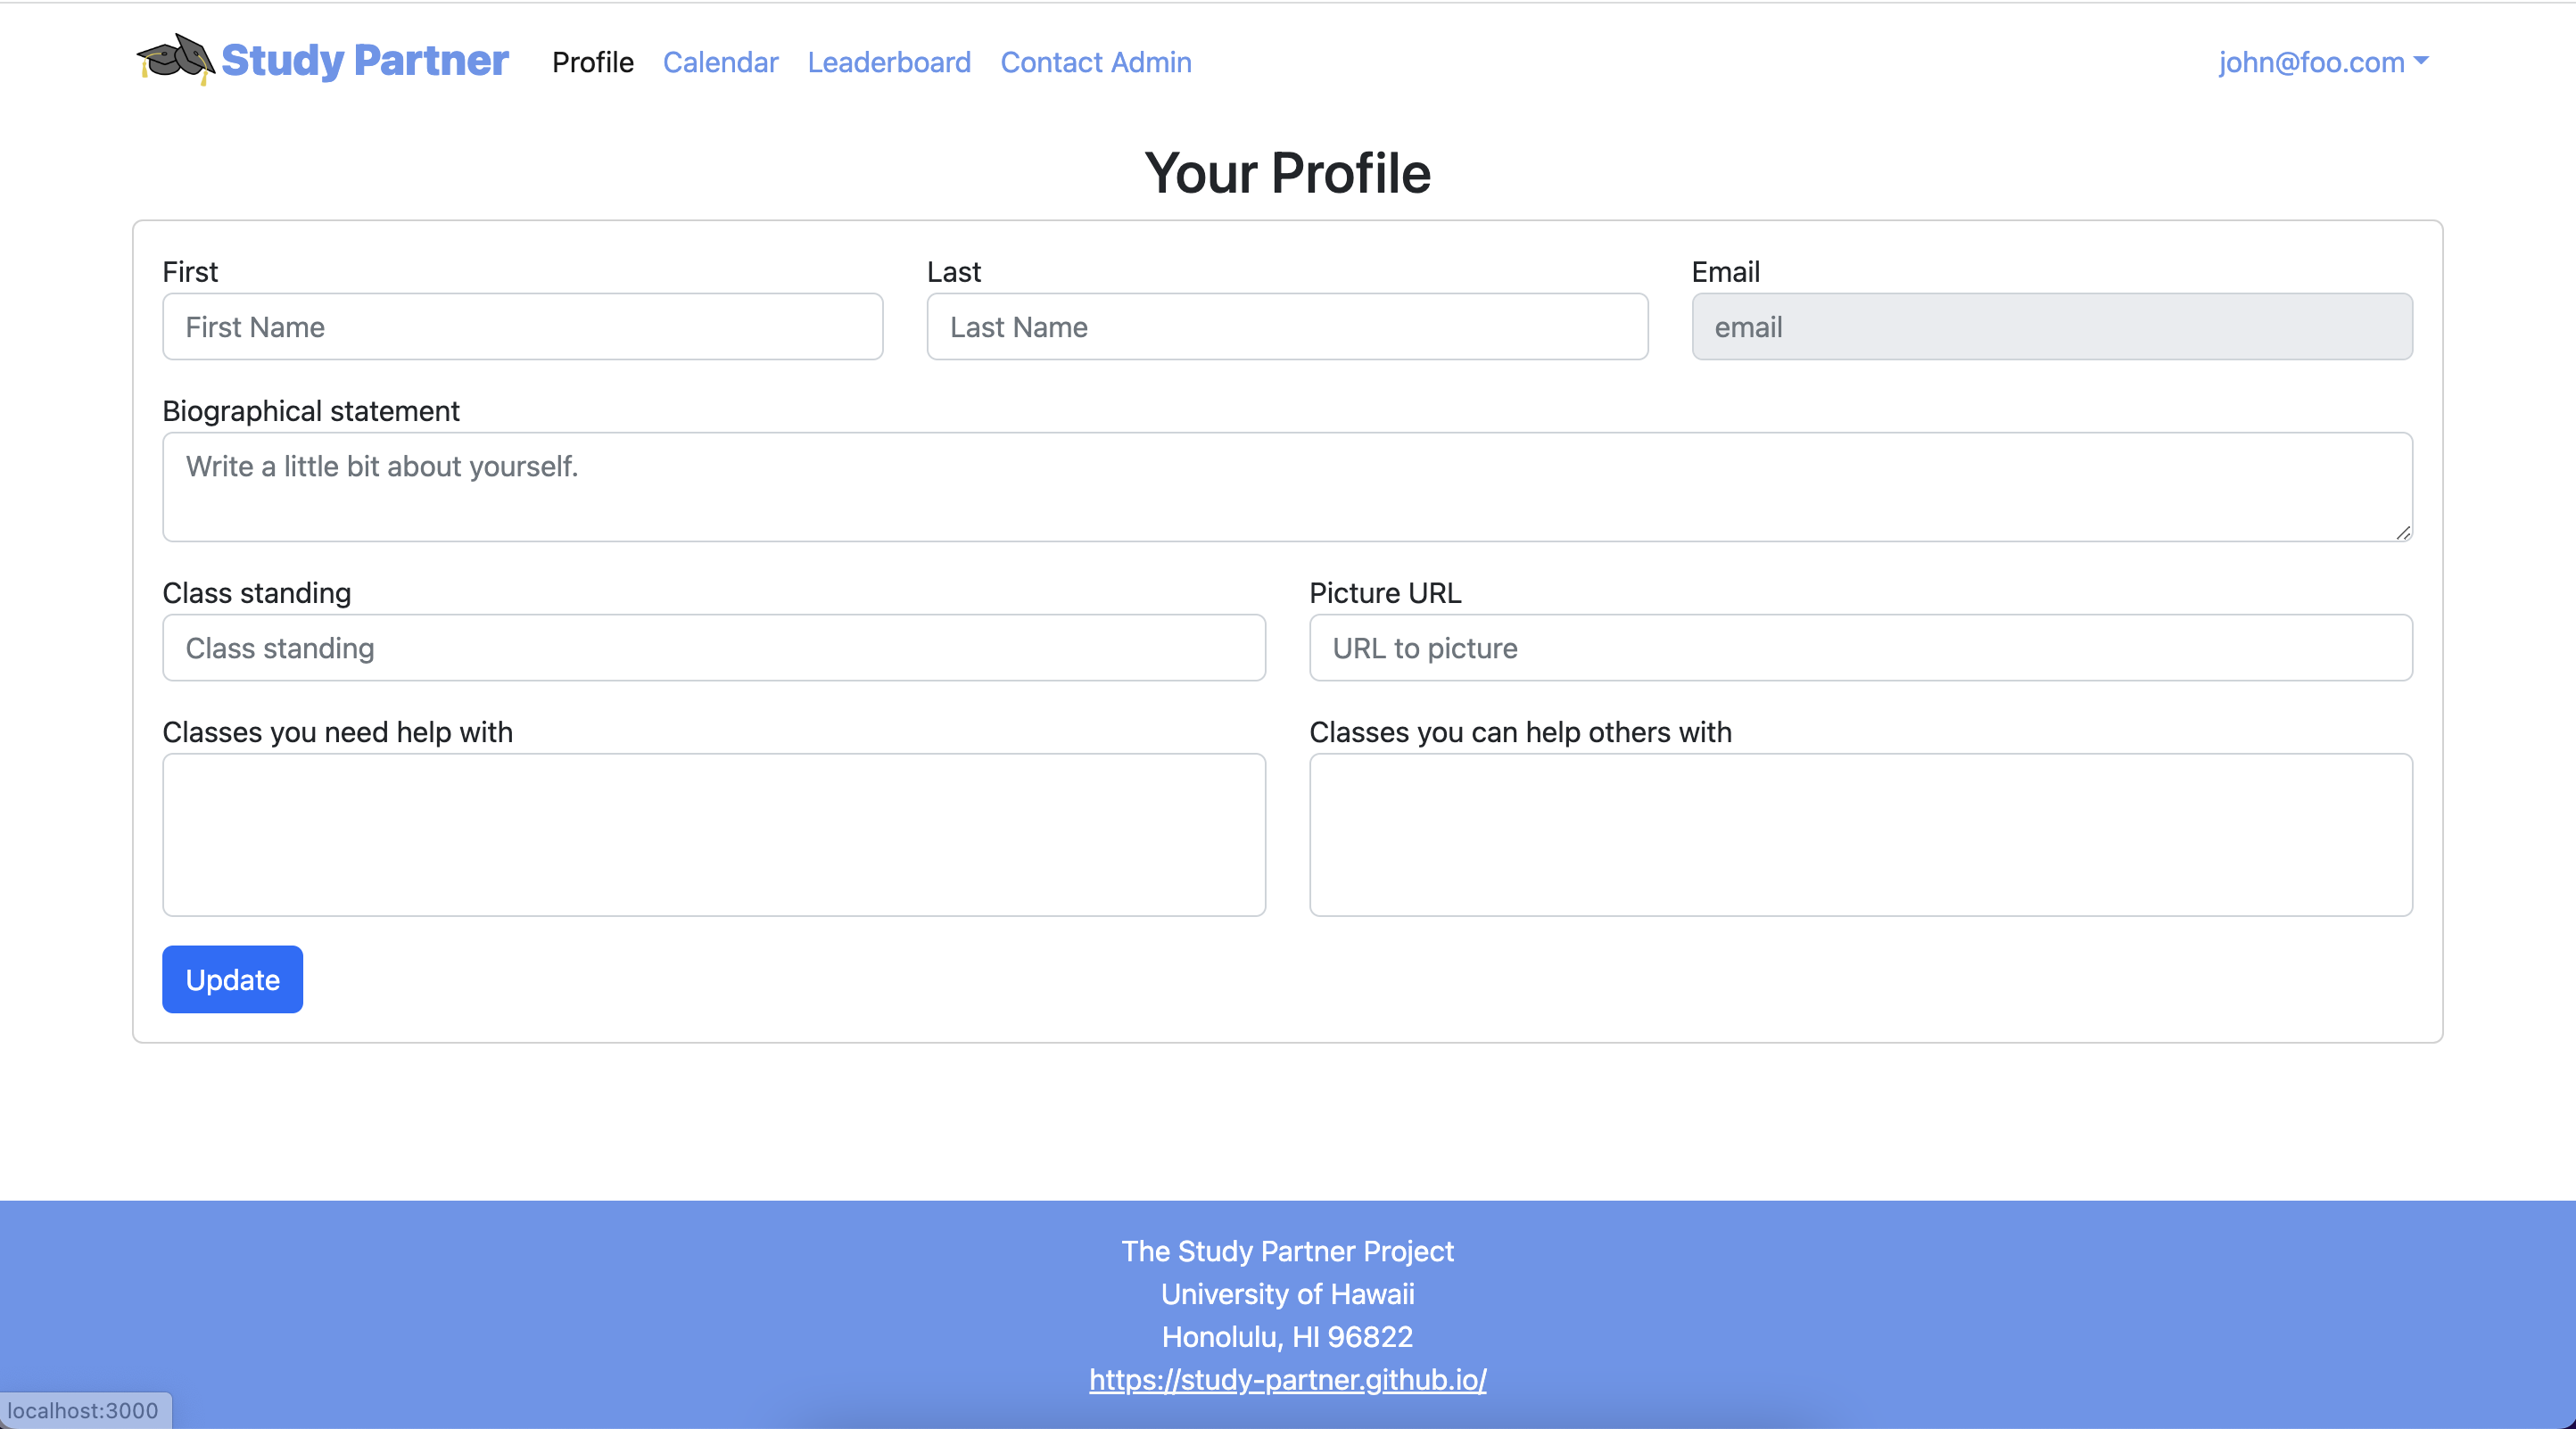 Study Partner Profile Calendar Leaderboard Contact Admin john@foo.com
Your Profile
First Last Email
First Name Last Name email
Biographical statement
Write a little bit about yourself.
Class standing Picture URL
Class standing URL to picture
Classes you need help with Classes you can help others with
Update
The Study Partner Project
University of Hawaii
Honolulu, HI 96822
https://study-partner.github.io/
localhost:3000